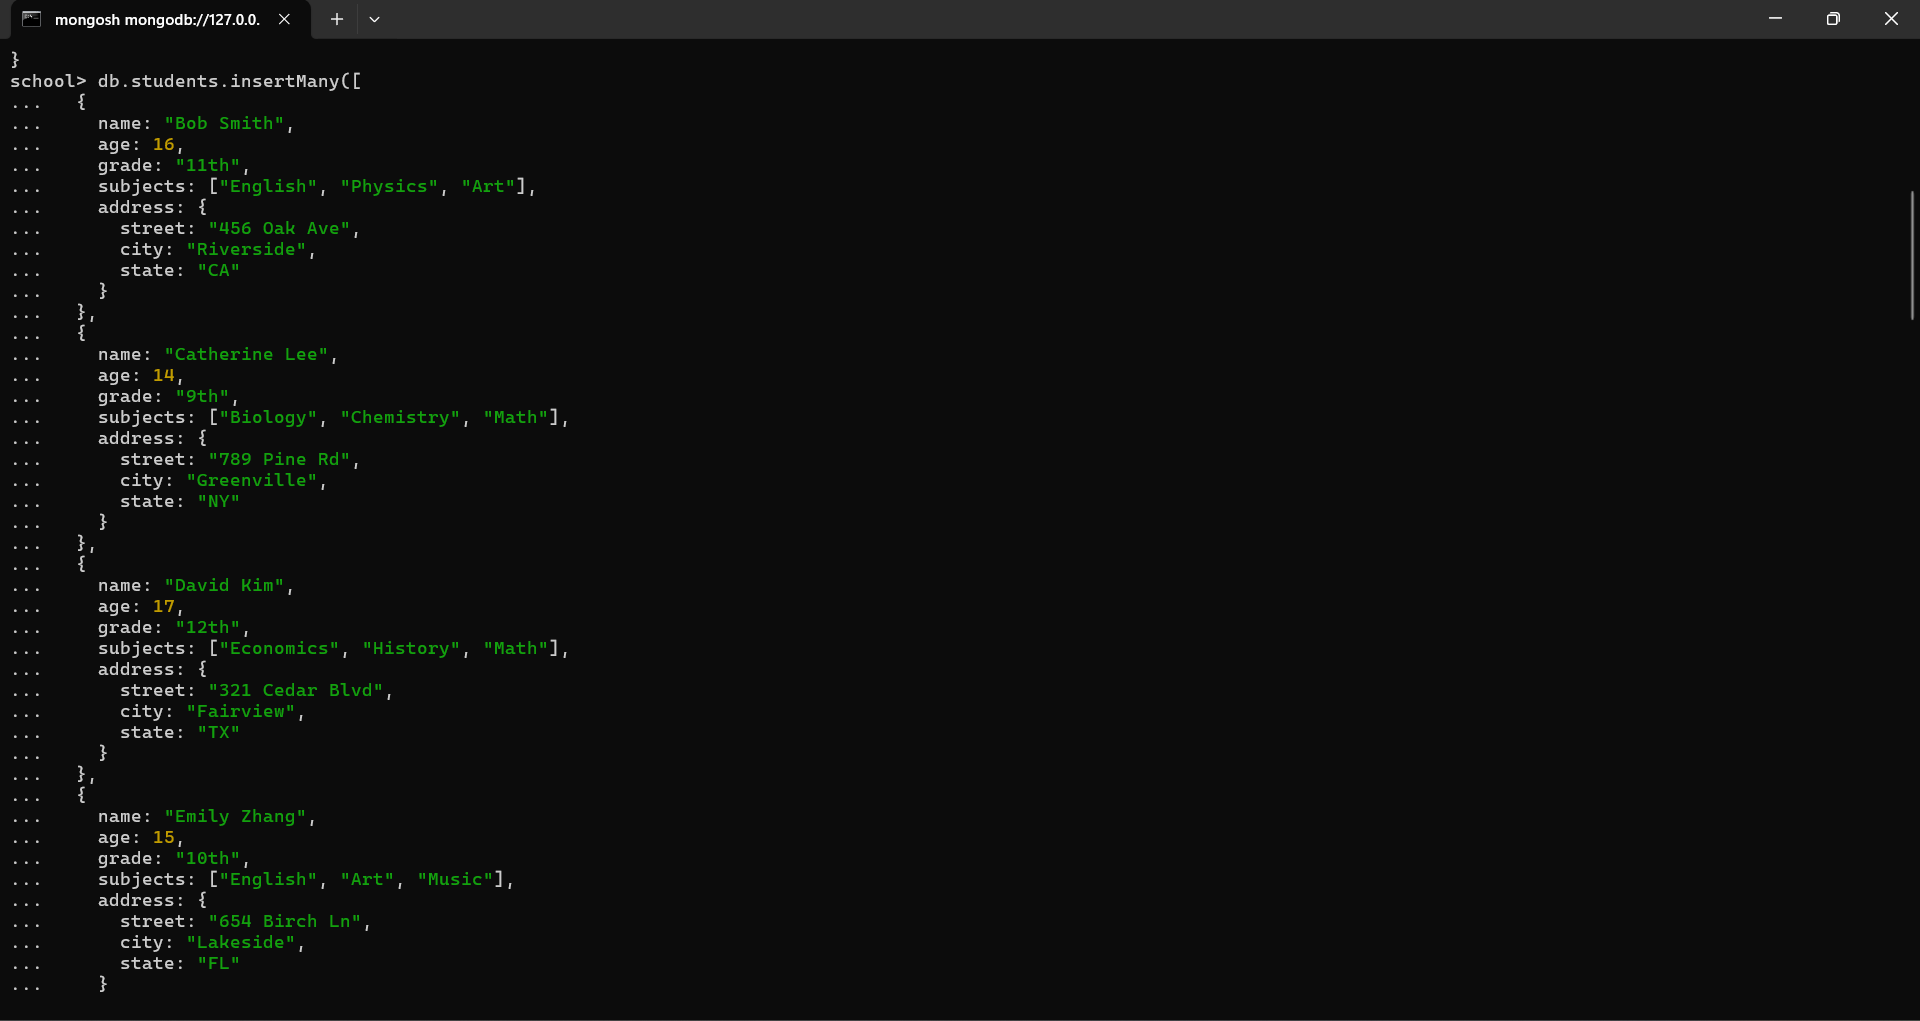 mongosh mongodb://127.0.0.
}
school> db.students.insertMany([
...   {
...     name: "Bob Smith",
...     age: 16,
...     grade: "11th",
...     subjects: ["English", "Physics", "Art"],
...     address: {
...       street: "456 Oak Ave",
...       city: "Riverside",
...       state: "CA"
...     }
...   },
...   {
...     name: "Catherine Lee",
...     age: 14,
...     grade: "9th",
...     subjects: ["Biology", "Chemistry", "Math"],
...     address: {
...       street: "789 Pine Rd",
...       city: "Greenville",
...       state: "NY"
...     }
...   },
...   {
...     name: "David Kim",
...     age: 17,
...     grade: "12th",
...     subjects: ["Economics", "History", "Math"],
...     address: {
...       street: "321 Cedar Blvd",
...       city: "Fairview",
...       state: "TX"
...     }
...   },
...   {
...     name: "Emily Zhang",
...     age: 15,
...     grade: "10th",
...     subjects: ["English", "Art", "Music"],
...     address: {
...       street: "654 Birch Ln",
...       city: "Lakeside",
...       state: "FL"
...     }